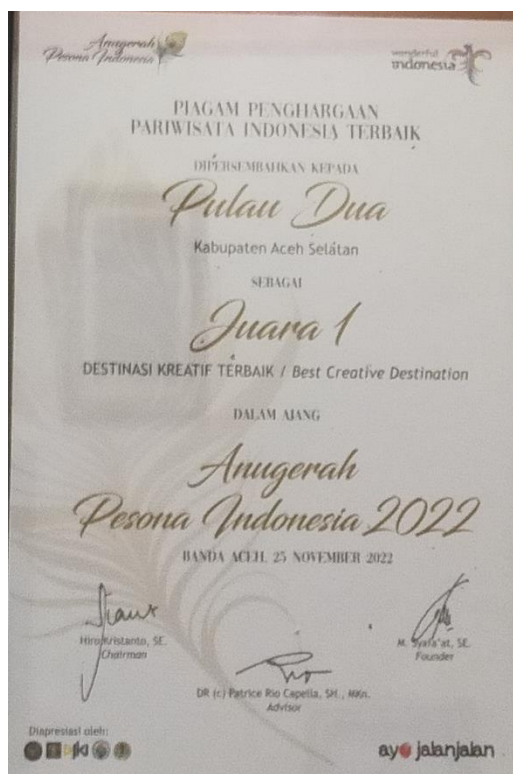 Anugerah
Pesona Indonesia
wonderful
indonesia
PIAGAM PENGHARGAAN
PARIWISATA INDONESIA TERBAIK
DIPERSEMBAHKAN KEPADA
Pulau Dua
Kabupaten Aceh Selatan
SEBAGAI
Juara 1
DESTINASI KREATIF TERBAIK / Best Creative Destination
DALAM AJANG
Anugerah
Pesona Indonesia 2022
BANDA ACEH, 25 NOVEMBER 2022
Hiro Kristanto, SE.
Chairman
M. Syafa'at, SE.
Founder
DR (c) Patrice Rio Capella, SH., MKn.
Advisor
Diapresiasi oleh:
ayo jalanjalan